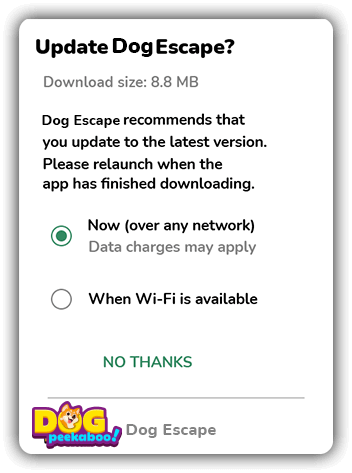 Update Dog Escape?
Download size: 8.8 MB
Dog Escape recommends that
you update to the latest version.
Please relaunch when the
app has finished downloading.
Now (over any network)
Data charges may apply
When Wi-Fi is available
NO THANKS
DOG
peekaboo!
Dog Escape